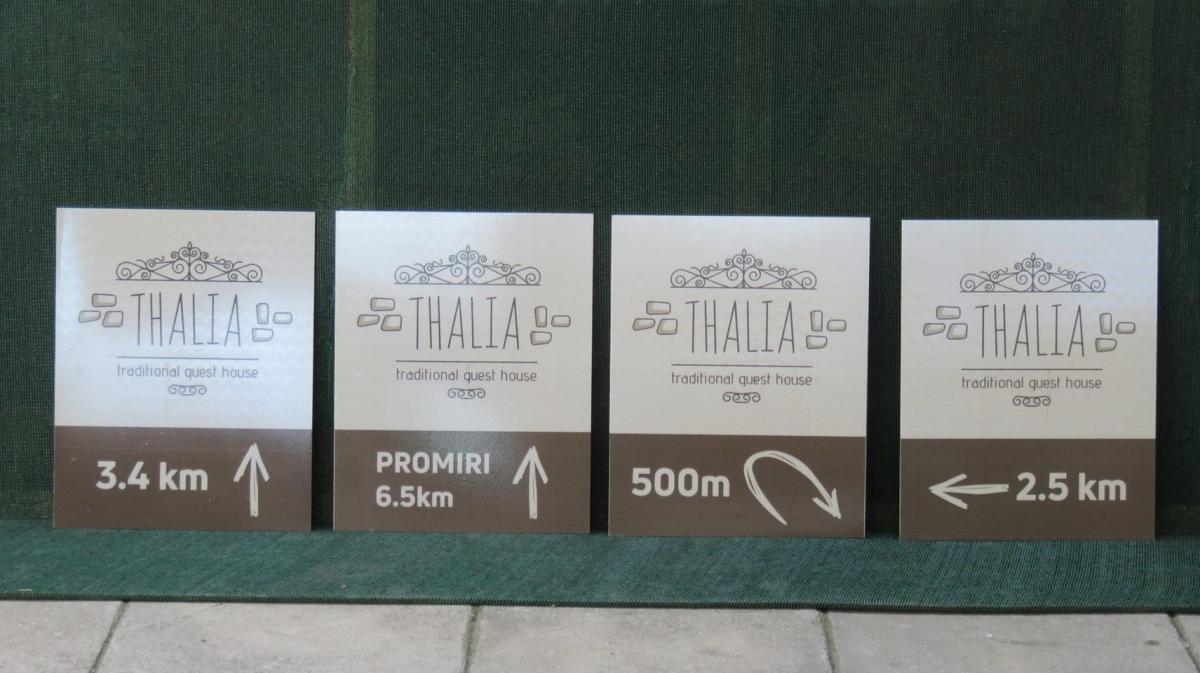 THALIA
traditional guest house
3.4 km
THALIA
traditional guest house
PROMIRI
6.5km
THALIA
traditional guest house
500m
THALIA
traditional guest house
2.5 km